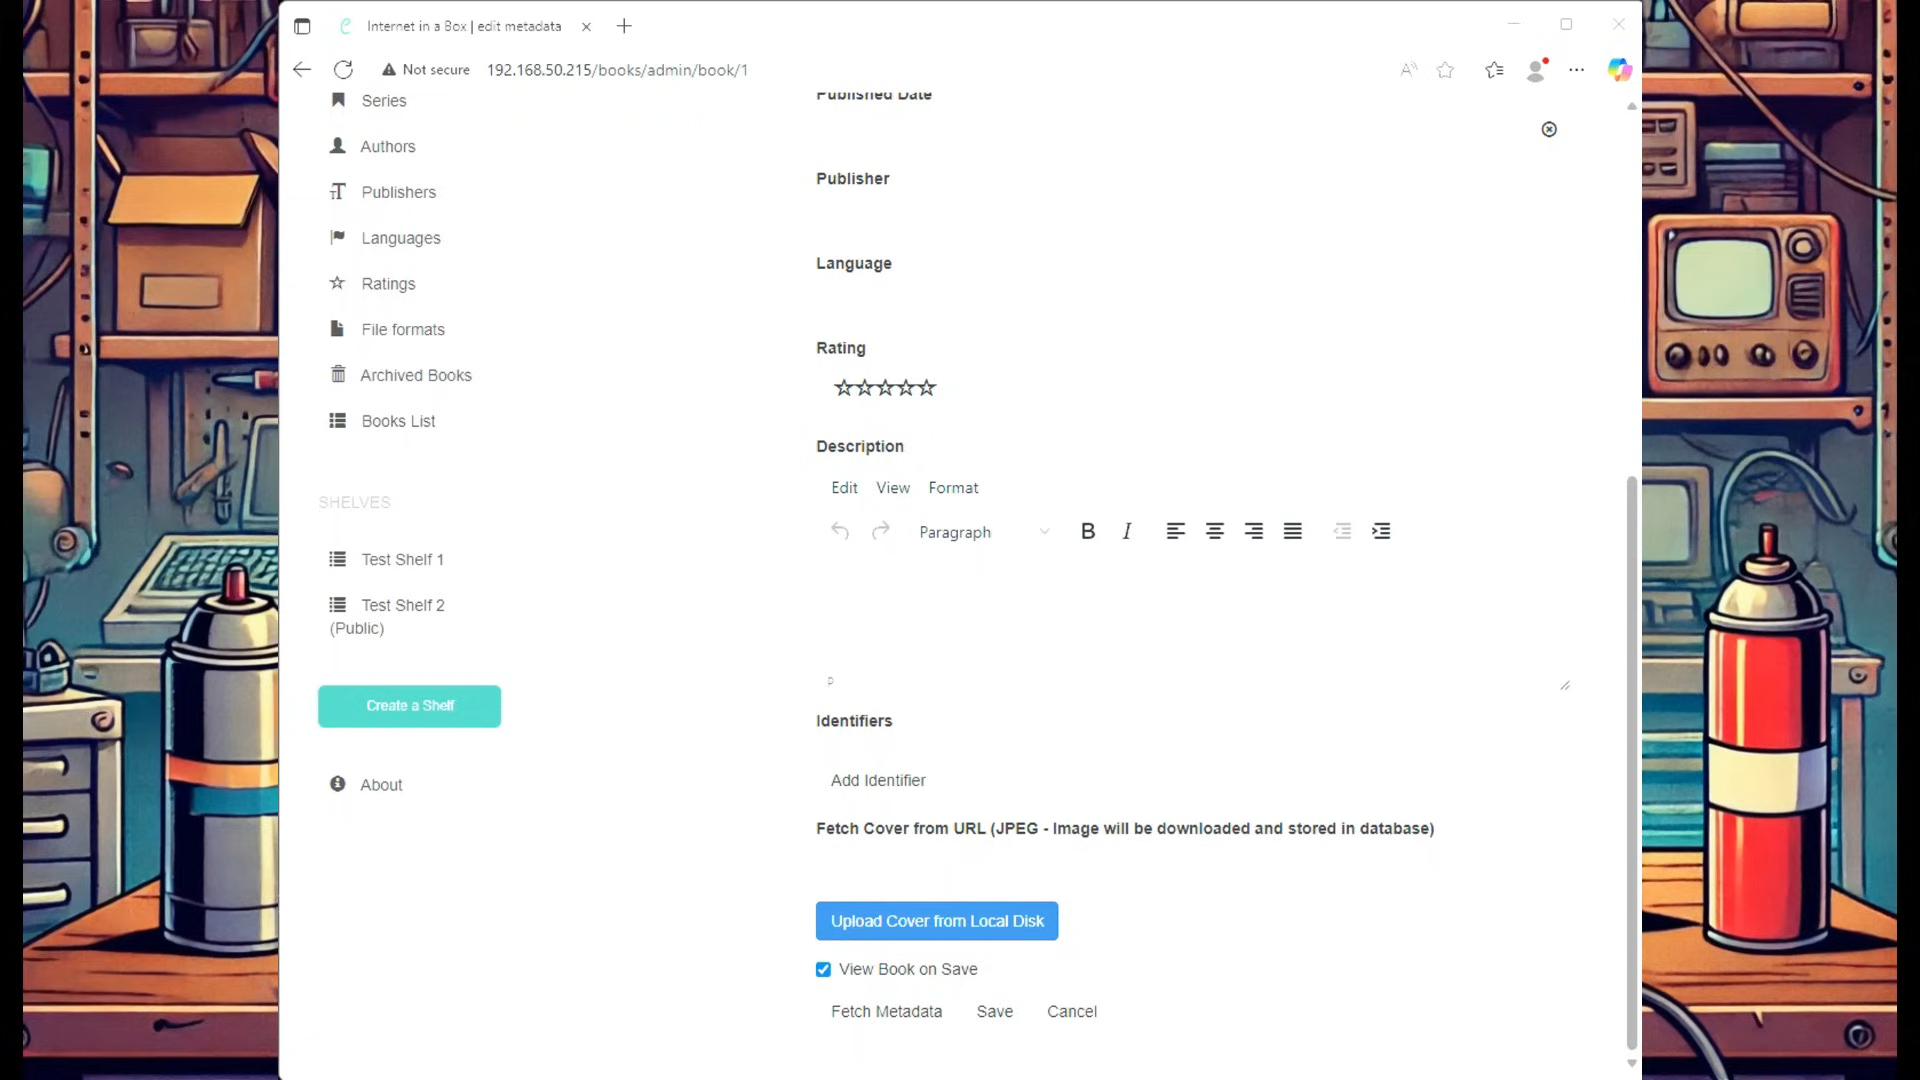 Internet in a Box | edit metadata
Not secure 192.168.50.215/books/admin/book/1
Series
Authors
Publishers
Languages
Ratings
File formats
Archived Books
Books List
SHELVES
Test Shelf 1
Test Shelf 2
(Public)
Create a Shelf
About
Published Date
Publisher
Language
Rating
Description
Edit View Format
Paragraph B I
P
Identifiers
Add Identifier
Fetch Cover from URL (JPEG - Image will be downloaded and stored in database)
Upload Cover from Local Disk
View Book on Save
Fetch Metadata Save Cancel